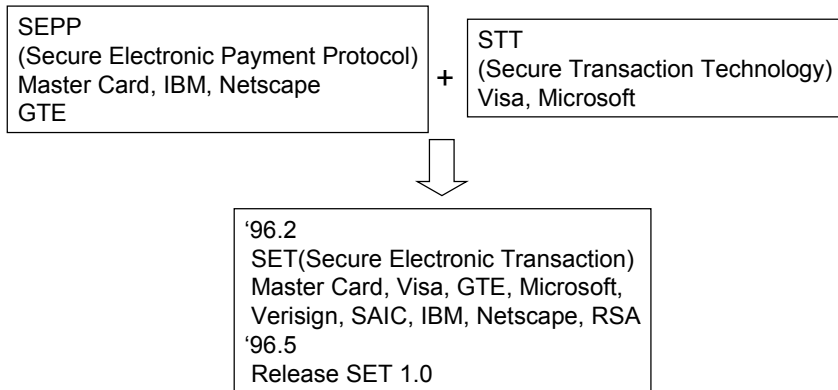 SEPP
(Secure Electronic Payment Protocol)
Master Card, IBM, Netscape
GTE
+
STT
(Secure Transaction Technology)
Visa, Microsoft
‘96.2
SET(Secure Electronic Transaction)
Master Card, Visa, GTE, Microsoft,
Verisign, SAIC, IBM, Netscape, RSA
‘96.5
Release SET 1.0